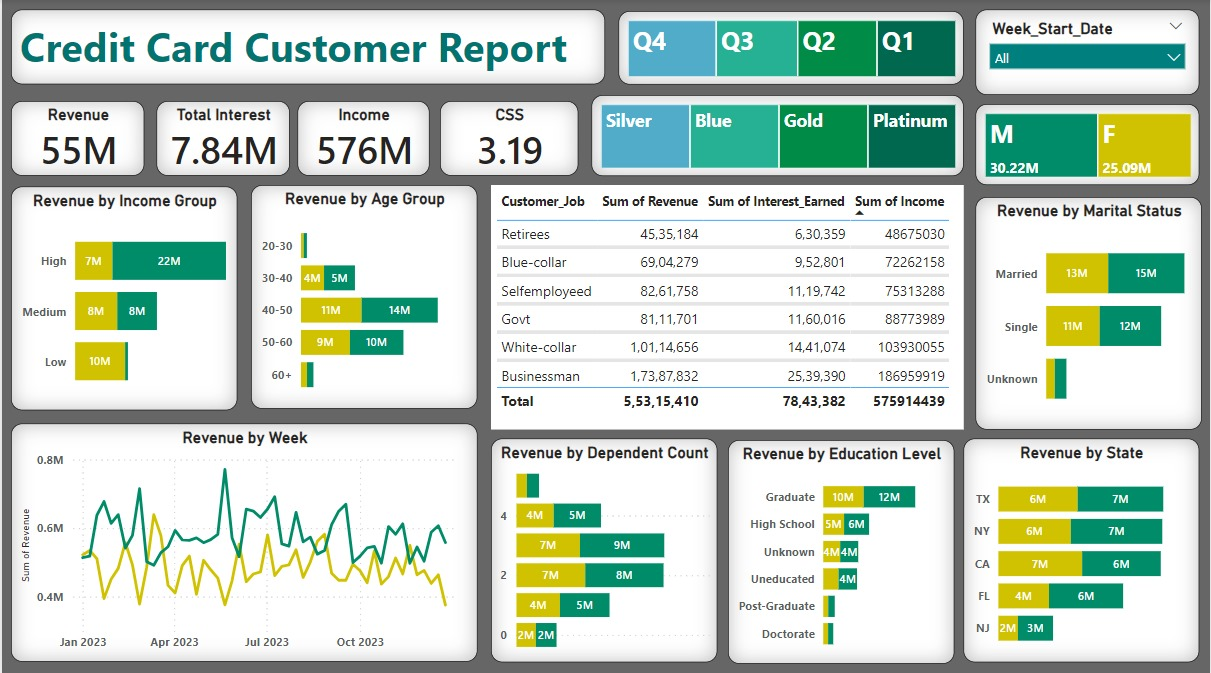 Credit Card Customer Report
Q4 Q3 Q2 Q1
Week_Start_Date
All
Revenue
55M
Total Interest
7.84M
Income
576M
CSS
3.19
Silver Blue Gold Platinum
M F
30.22M 25.09M
Revenue by Income Group
High 7M 22M
Medium 8M 8M
Low 10M
Revenue by Age Group
20-30
30-40 4M 5M
40-50 11M 14M
50-60 9M 10M
60+
Customer_Job Sum of Revenue Sum of Interest_Earned Sum of Income
Retirees 45,35,184 6,30,359 48675030
Blue-collar 69,04,279 9,52,801 72262158
Selfemployeed 82,61,758 11,19,742 75313288
Govt 81,11,701 11,60,016 88773989
White-collar 1,01,14,656 14,41,074 103930055
Businessman 1,73,87,832 25,39,390 186959919
Total 5,53,15,410 78,43,382 575914439
Revenue by Marital Status
Married 13M 15M
Single 11M 12M
Unknown
Revenue by Week
Sum of Revenue
0.8M
0.6M
0.4M
Jan 2023 Apr 2023 Jul 2023 Oct 2023
Revenue by Dependent Count
4 4M 5M
7M 9M
2 7M 8M
4M 5M
0 2M 2M
Revenue by Education Level
Graduate 10M 12M
High School 5M 6M
Unknown 4M 4M
Uneducated 4M
Post-Graduate
Doctorate
Revenue by State
TX 6M 7M
NY 6M 7M
CA 7M 6M
FL 4M 6M
NJ 2M 3M